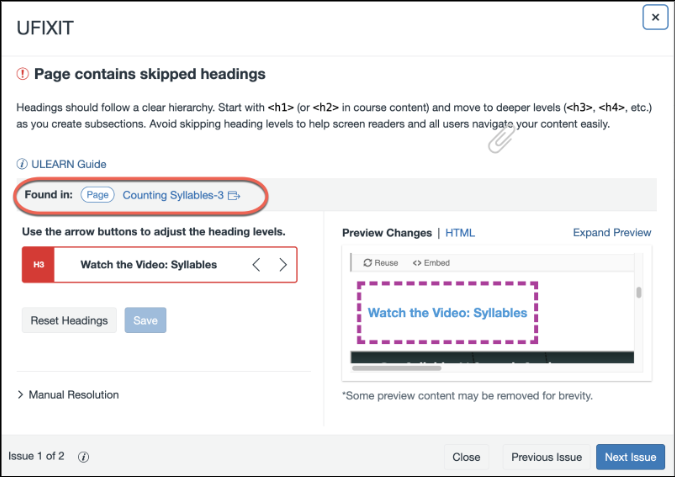 UFIXIT
Page contains skipped headings
Headings should follow a clear hierarchy. Start with <h1> (or <h2> in course content) and move to deeper levels (<h3>, <h4>, etc.)
as you create subsections. Avoid skipping heading levels to help screen readers and all users navigate your content easily.
ULEARN Guide
Found in: Page Counting Syllables-3
Use the arrow buttons to adjust the heading levels.
H3 Watch the Video: Syllables
Reset Headings Save
Manual Resolution
Preview Changes | HTML Expand Preview
Reuse <> Embed
Watch the Video: Syllables
*Some preview content may be removed for brevity.
Issue 1 of 2 Close Previous Issue Next Issue